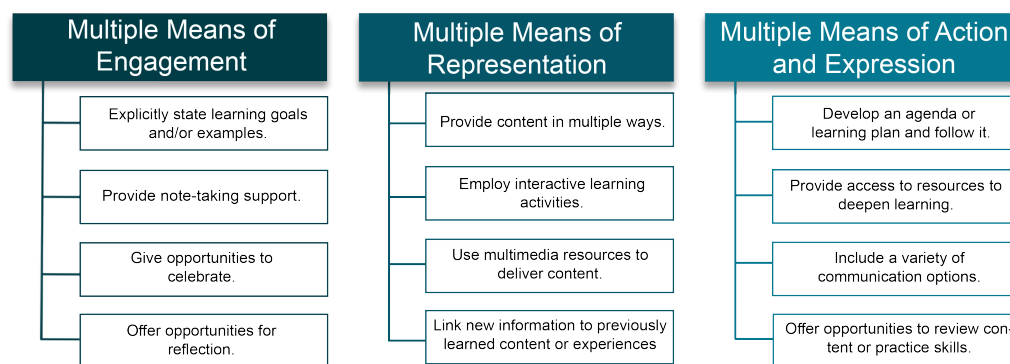 Multiple Means of
Engagement
Explicitly state learning goals
and/or examples.
Provide note-taking support.
Give opportunities to
celebrate.
Offer opportunities for
reflection.
Multiple Means of
Representation
Provide content in multiple ways.
Employ interactive learning
activities.
Use multimedia resources to
deliver content.
Link new information to previously
learned content or experiences
Multiple Means of Action
and Expression
Develop an agenda or
learning plan and follow it.
Provide access to resources to
deepen learning.
Include a variety of
communication options.
Offer opportunities to review con-
tent or practice skills.